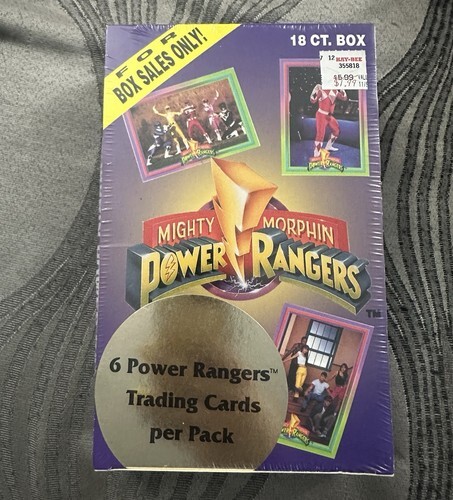 FOR
BOX SALES ONLY!
18 CT. BOX
12 KAY-BEE
355818
MIGHTY MORPHIN
POWER RANGERS
TM
6 Power Rangers™
Trading Cards
per Pack